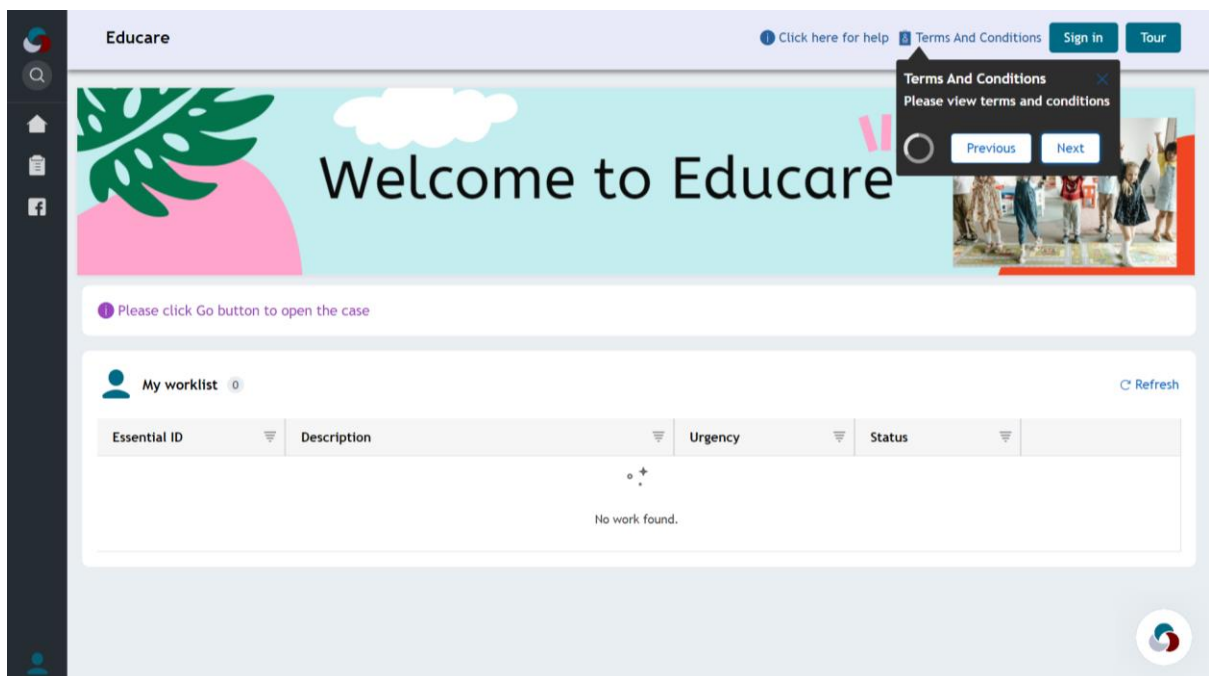 Educare
Click here for help
Terms And Conditions
Sign in
Tour
Terms And Conditions
Please view terms and conditions
Previous
Next
Welcome to Educare
Please click Go button to open the case
My worklist 0
Refresh
Essential ID
Description
Urgency
Status
No work found.